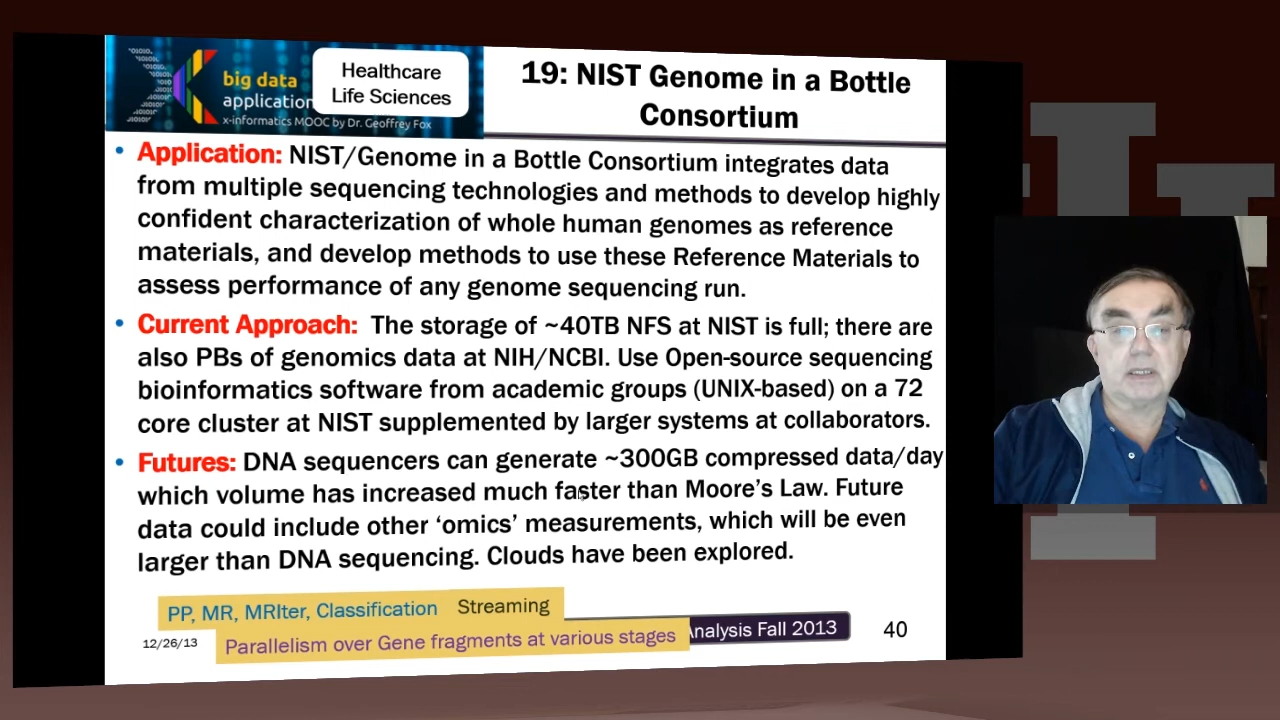 big data
application
x-informatics MOOC by Dr. Geoffrey Fox
Healthcare
Life Sciences
19: NIST Genome in a Bottle
Consortium
• Application: NIST/Genome in a Bottle Consortium integrates data
from multiple sequencing technologies and methods to develop highly
confident characterization of whole human genomes as reference
materials, and develop methods to use these Reference Materials to
assess performance of any genome sequencing run.
• Current Approach: The storage of ~40TB NFS at NIST is full; there are
also PBs of genomics data at NIH/NCBI. Use Open-source sequencing
bioinformatics software from academic groups (UNIX-based) on a 72
core cluster at NIST supplemented by larger systems at collaborators.
• Futures: DNA sequencers can generate ~300GB compressed data/day
which volume has increased much faster than Moore's Law. Future
data could include other ‘omics’ measurements, which will be even
larger than DNA sequencing. Clouds have been explored.
PP, MR, MRIter, Classification Streaming
12/26/13
Parallelism over Gene fragments at various stages
Analysis Fall 2013
40